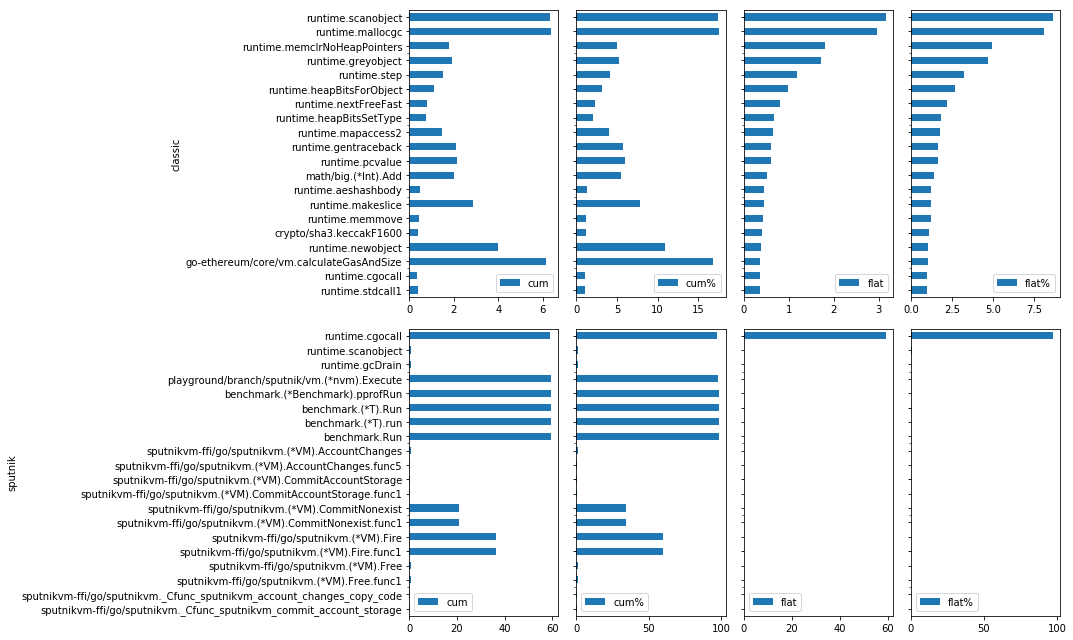 classic
runtime.scanobject
runtime.mallocgc
runtime.memclrNoHeapPointers
runtime.greyobject
runtime.step
runtime.heapBitsForObject
runtime.nextFreeFast
runtime.heapBitsSetType
runtime.mapaccess2
runtime.gentraceback
runtime.pcvalue
math/big.(*Int).Add
runtime.aeshashbody
runtime.makeslice
runtime.memmove
crypto/sha3.keccakF1600
runtime.newobject
go-ethereum/core/vm.calculateGasAndSize
runtime.cgocall
runtime.stdcall1
cum
cum%
flat
flat%
0 2 4 6
0 5 10 15
0 1 2 3
0.0 2.5 5.0 7.5
sputnik
runtime.cgocall
runtime.scanobject
runtime.gcDrain
playground/branch/sputnik/vm.(*nvm).Execute
benchmark.(*Benchmark).pprofRun
benchmark.(*T).Run
benchmark.(*T).run
benchmark.Run
sputnikvm-ffi/go/sputnikvm.(*VM).AccountChanges
sputnikvm-ffi/go/sputnikvm.(*VM).AccountChanges.func5
sputnikvm-ffi/go/sputnikvm.(*VM).CommitAccountStorage
sputnikvm-ffi/go/sputnikvm.(*VM).CommitAccountStorage.func1
sputnikvm-ffi/go/sputnikvm.(*VM).CommitNonexist
sputnikvm-ffi/go/sputnikvm.(*VM).CommitNonexist.func1
sputnikvm-ffi/go/sputnikvm.(*VM).Fire
sputnikvm-ffi/go/sputnikvm.(*VM).Fire.func1
sputnikvm-ffi/go/sputnikvm.(*VM).Free
sputnikvm-ffi/go/sputnikvm.(*VM).Free.func1
sputnikvm-ffi/go/sputnikvm._Cfunc_sputnikvm_account_changes_copy_code
sputnikvm-ffi/go/sputnikvm._Cfunc_sputnikvm_commit_account_storage
cum
cum%
flat
flat%
0 20 40 60
0 50 100
0 20 40 60
0 50 100